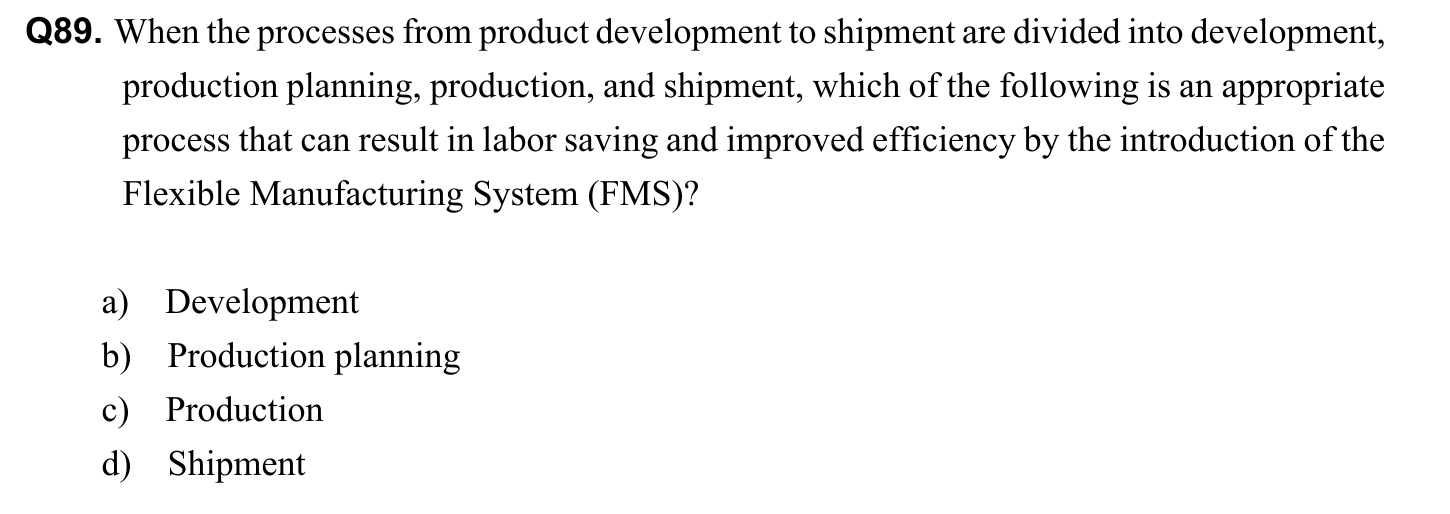 Q89. When the processes from product development to shipment are divided into development,
production planning, production, and shipment, which of the following is an appropriate
process that can result in labor saving and improved efficiency by the introduction of the
Flexible Manufacturing System (FMS)?
a) Development
b) Production planning
c) Production
d) Shipment